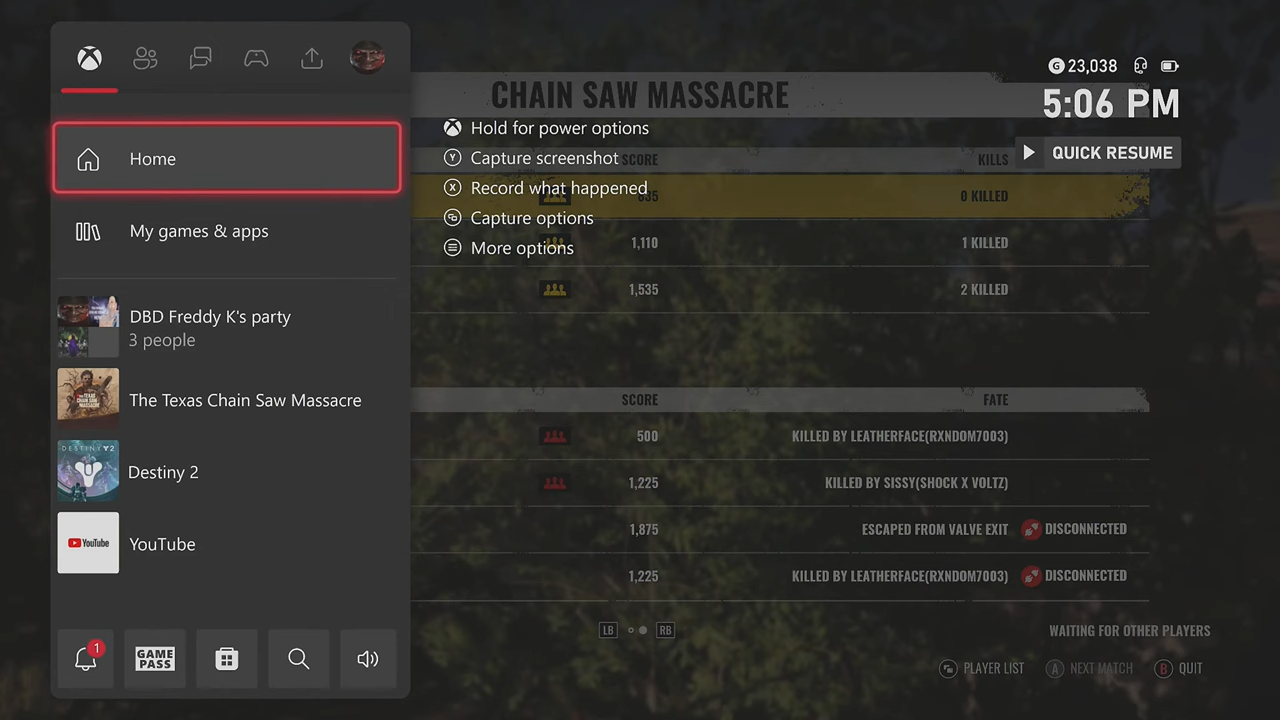 23,038
5:06 PM
QUICK RESUME
Home
My games & apps
DBD Freddy K's party
3 people
The Texas Chain Saw Massacre
Destiny 2
YouTube
YouTube
DESTINY 2
1
GAME
PASS
Hold for power options
Y Capture screenshot
X Record what happened
Capture options
More options
CHAIN SAW MASSACRE
SCORE KILLS
835 0 KILLED
1,110 1 KILLED
1,535 2 KILLED
SCORE FATE
500 KILLED BY LEATHERFACE(RXNDOM7003)
1,225 KILLED BY SISSY(SHOCK X VOLTZ)
1,875 ESCAPED FROM VALVE EXIT DISCONNECTED
1,225 KILLED BY LEATHERFACE(RXNDOM7003) DISCONNECTED
LB RB
WAITING FOR OTHER PLAYERS
PLAYER LIST A NEXT MATCH B QUIT